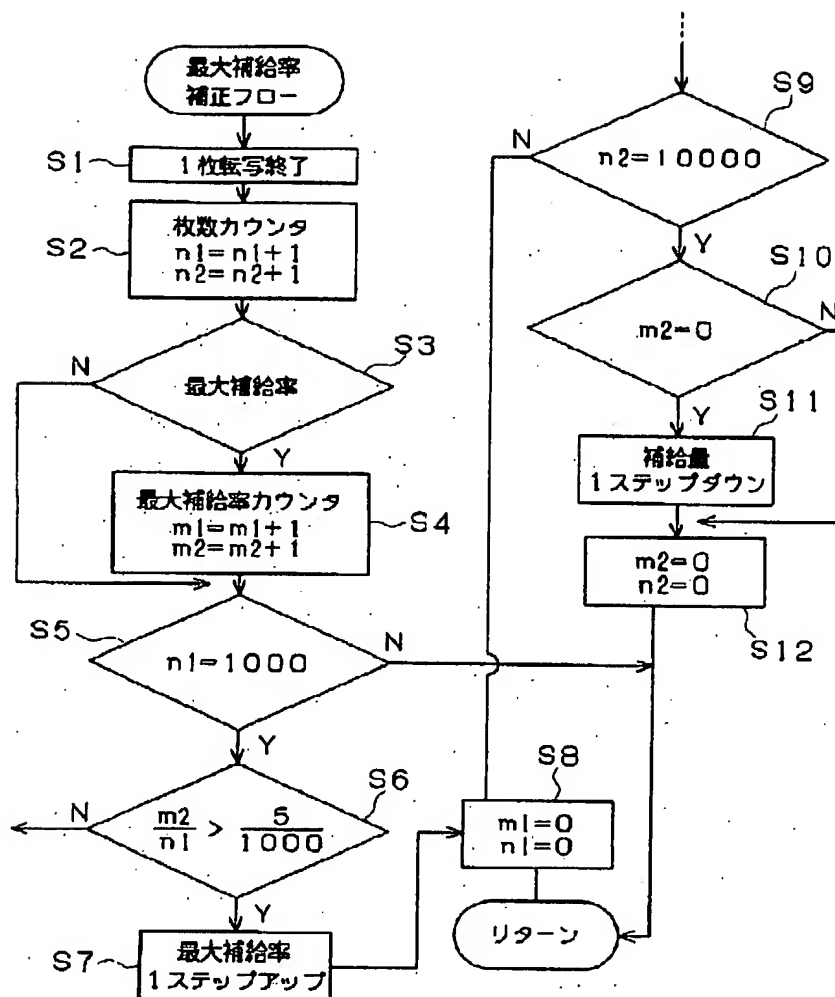 最大補給率
補正フロー
S1
1枚転写終了
S2
枚数カウンタ
n1=n1+1
n2=n2+1
S3
N
最大補給率
Y
最大補給率カウンタ
m1=m1+1
m2=m2+1
S4
S5
n1=1000
N
Y
S6
N
m2/n1 > 5/1000
Y
S7
最大補給率
1ステップアップ
S8
m1=0
n1=0
リターン
S9
N
n2=10000
Y
S10
N
m2=0
Y
S11
補給量
1ステップダウン
m2=0
n2=0
S12